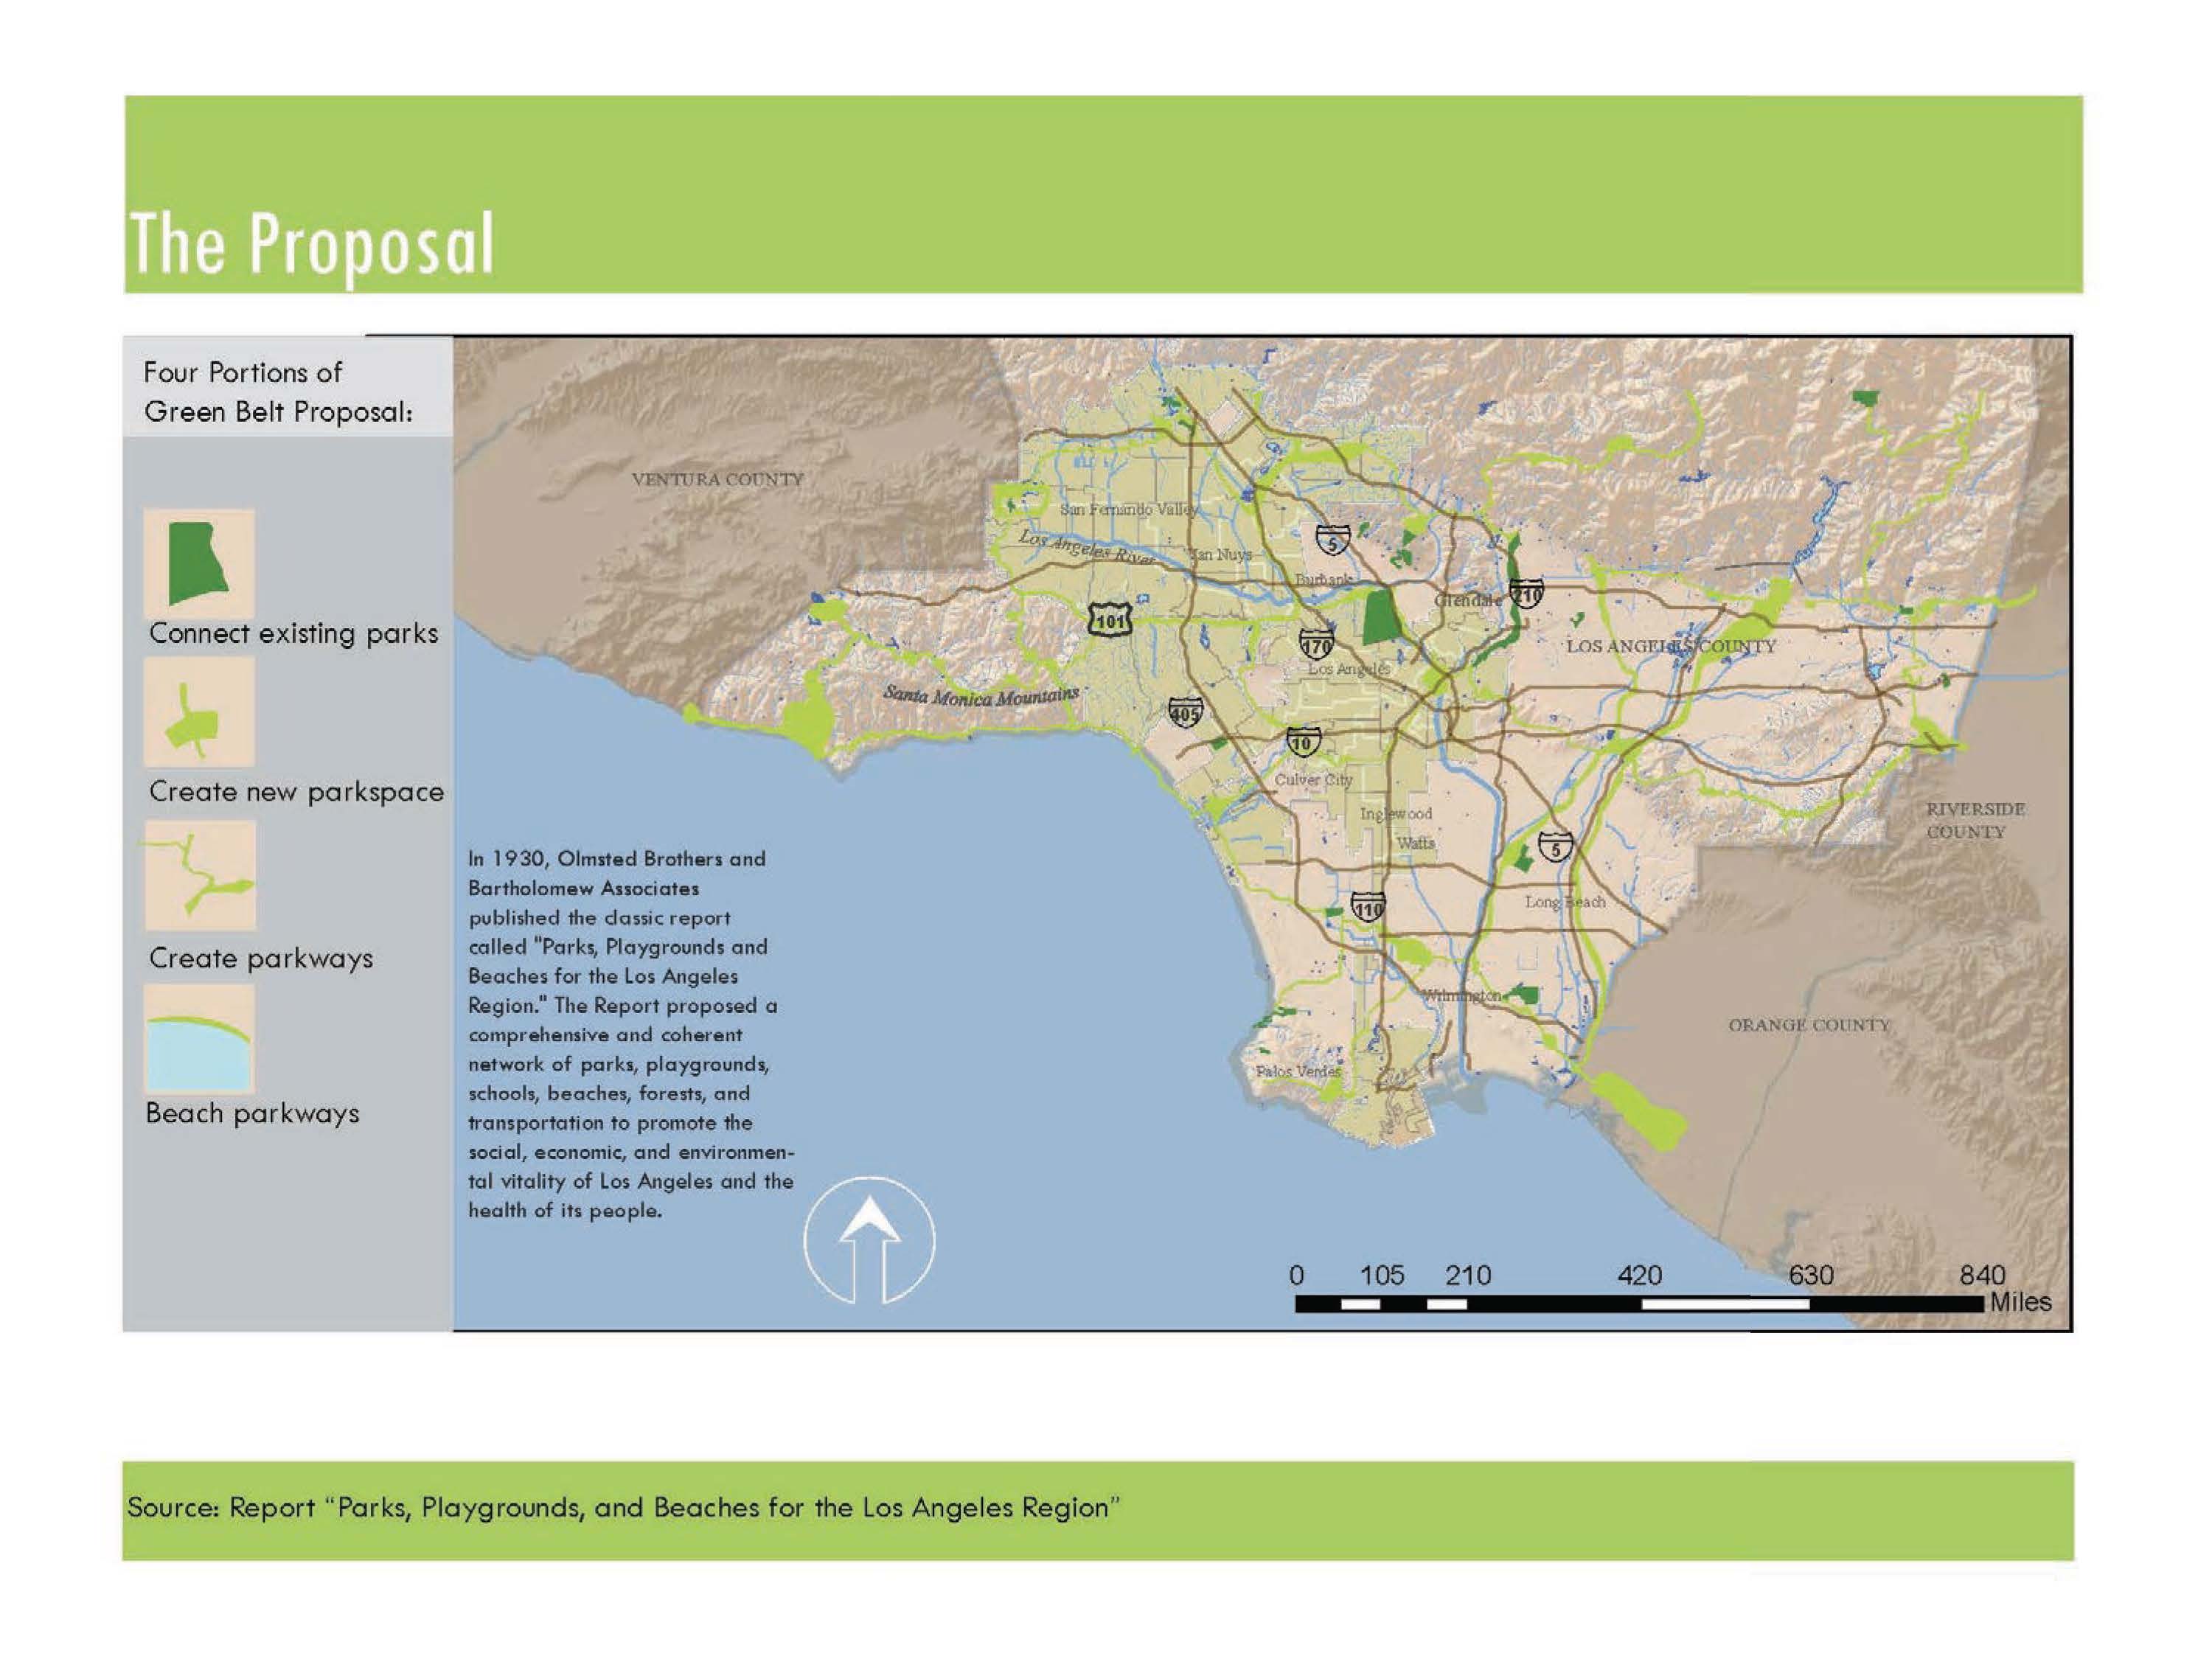 The Proposal
Four Portions of
Green Belt Proposal:
Connect existing parks
Create new parkspace
Create parkways
Beach parkways
In 1930, Olmsted Brothers and
Bartholomew Associates
published the classic report
called "Parks, Playgrounds and
Beaches for the Los Angeles
Region." The Report proposed a
comprehensive and coherent
network of parks, playgrounds,
schools, beaches, forests, and
transportation to promote the
social, economic, and environmen-
tal vitality of Los Angeles and the
health of its people.
VENTURA COUNTY
San Fernando Valley
Los Angeles River
Van Nuys
5
Burbank
Glendale
210
101
170
LOS ANGELES COUNTY
Los Angeles
Santa Monica Mountains
405
10
Culver City
Inglewood
Watts
5
RIVERSIDE
COUNTY
110
Long Beach
Wilmington
ORANGE COUNTY
Palos Verdes
0 105 210 420 630 840
Miles
Source: Report “Parks, Playgrounds, and Beaches for the Los Angeles Region”